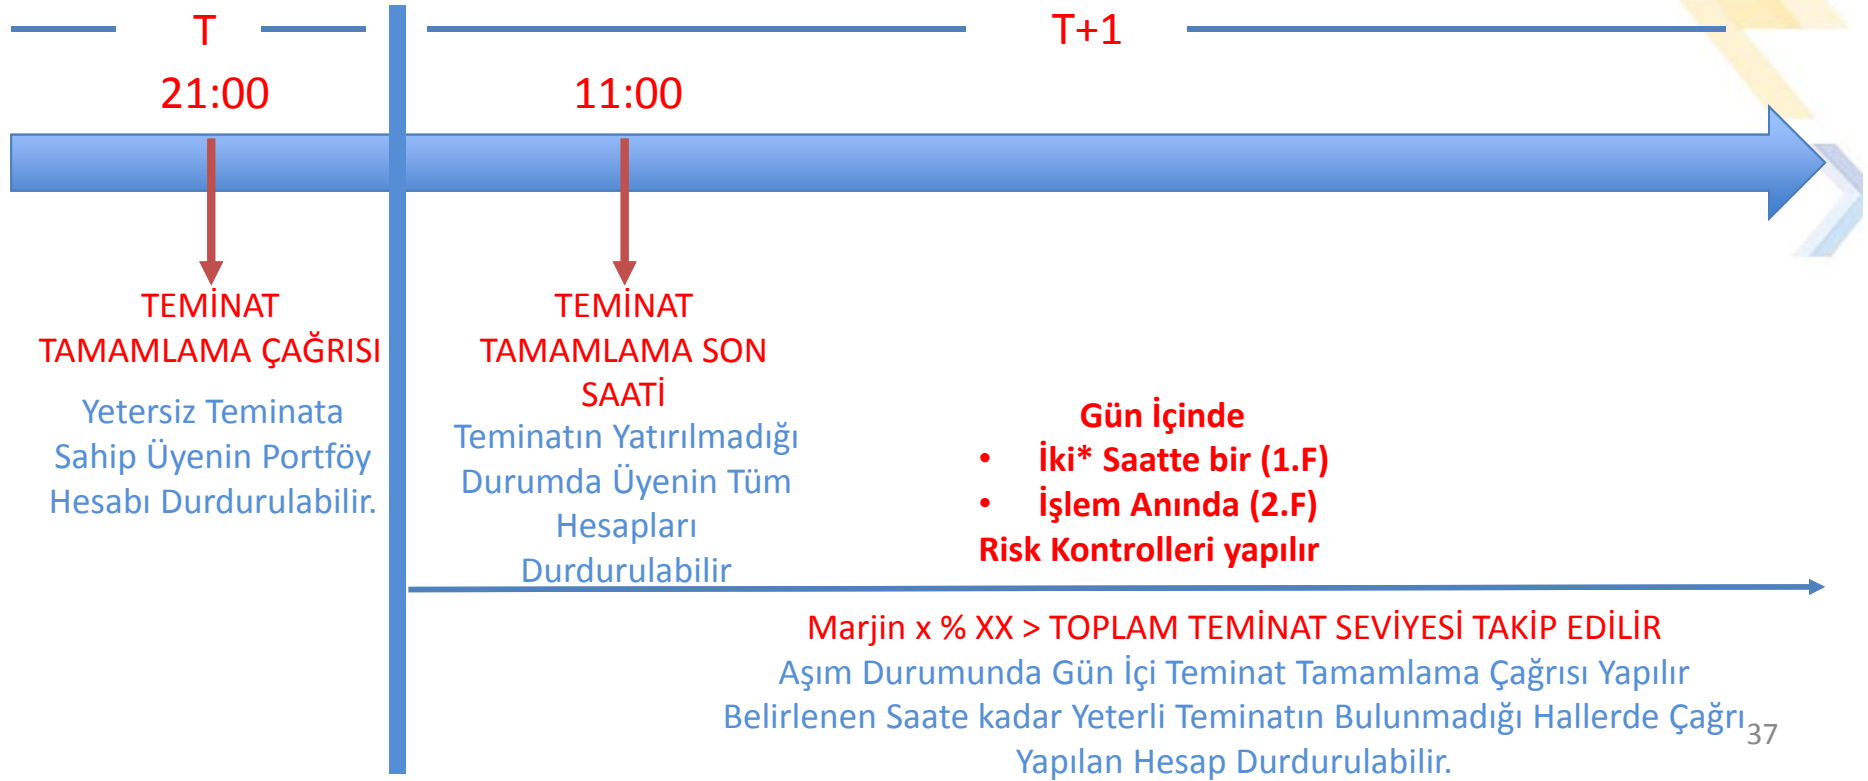 T
T+1
21:00
11:00
TEMİNAT
TAMAMLAMA ÇAĞRISI
Yetersiz Teminata
Sahip Üyenin Portföy
Hesabı Durdurulabilir.
TEMİNAT
TAMAMLAMA SON
SAATİ
Teminatın Yatırılmadığı
Durumda Üyenin Tüm
Hesapları
Durdurulabilir
Gün İçinde
• İki* Saatte bir (1.F)
• İşlem Anında (2.F)
Risk Kontrolleri yapılır
Marjin x % XX > TOPLAM TEMİNAT SEVİYESİ TAKİP EDİLİR
Aşım Durumunda Gün İçi Teminat Tamamlama Çağrısı Yapılır
Belirlenen Saate kadar Yeterli Teminatın Bulunmadığı Hallerde Çağrı
Yapılan Hesap Durdurulabilir.
37